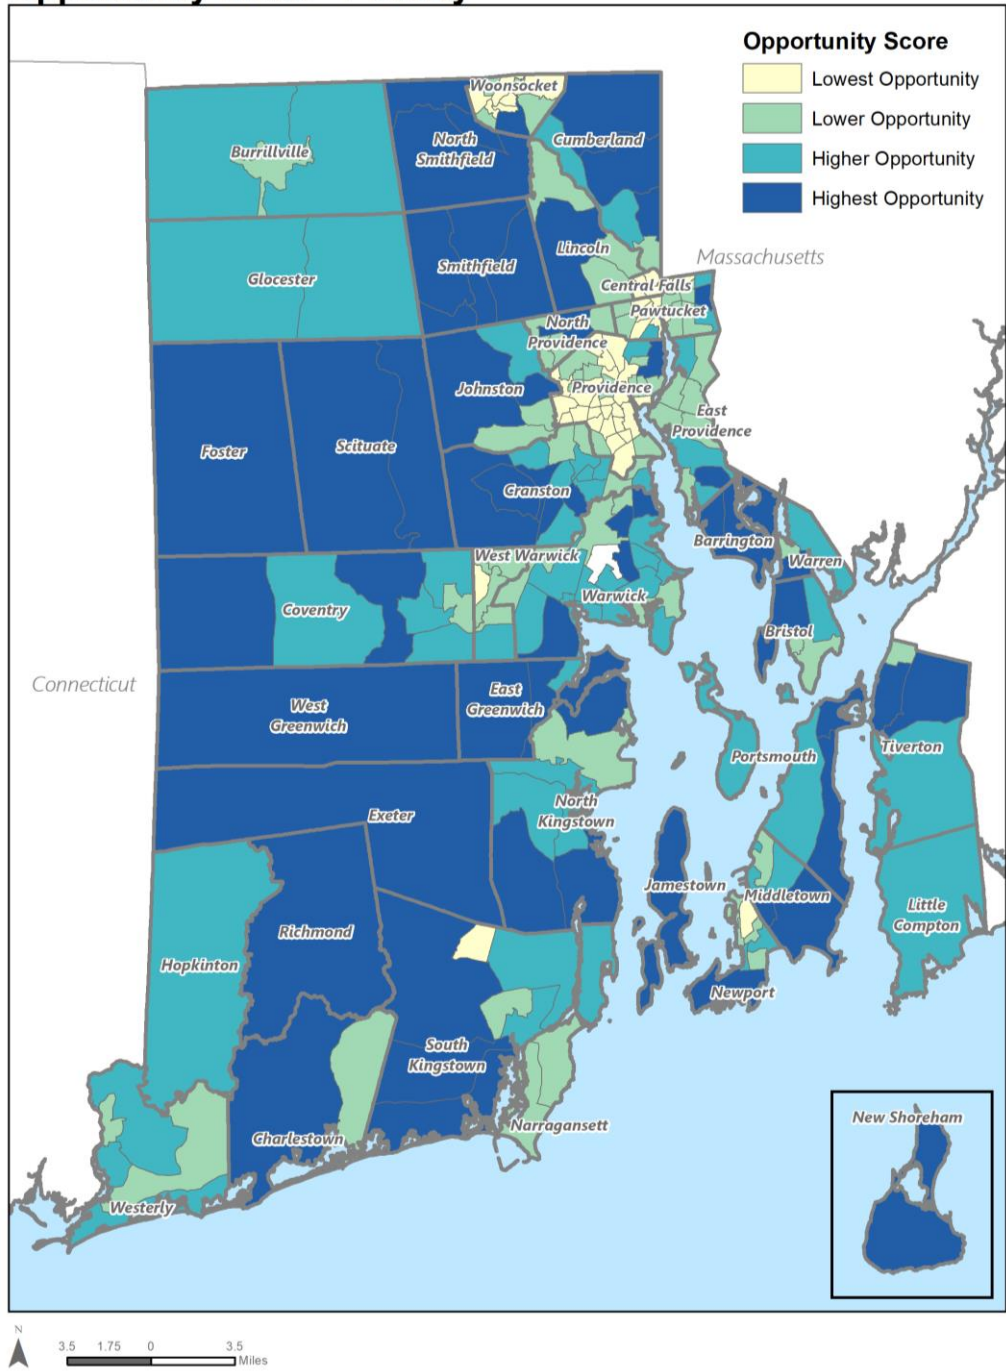 Opportunity Score
Lowest Opportunity
Lower Opportunity
Higher Opportunity
Highest Opportunity
Woonsocket
Burrillville
North
Smithfield
Cumberland
Glocester
Smithfield
Lincoln
Massachusetts
Central Falls
Pawtucket
North
Providence
Johnston
Providence
East
Providence
Foster
Scituate
Cranston
Barrington
West Warwick
Warren
Coventry
Warwick
Bristol
Connecticut
West
Greenwich
East
Greenwich
Portsmouth
Tiverton
Exeter
North
Kingstown
Jamestown
Middletown
Little
Compton
Richmond
Hopkinton
Newport
South
Kingstown
Charlestown
Narragansett
New Shoreham
Westerly
N
3.5 1.75 0 3.5
Miles